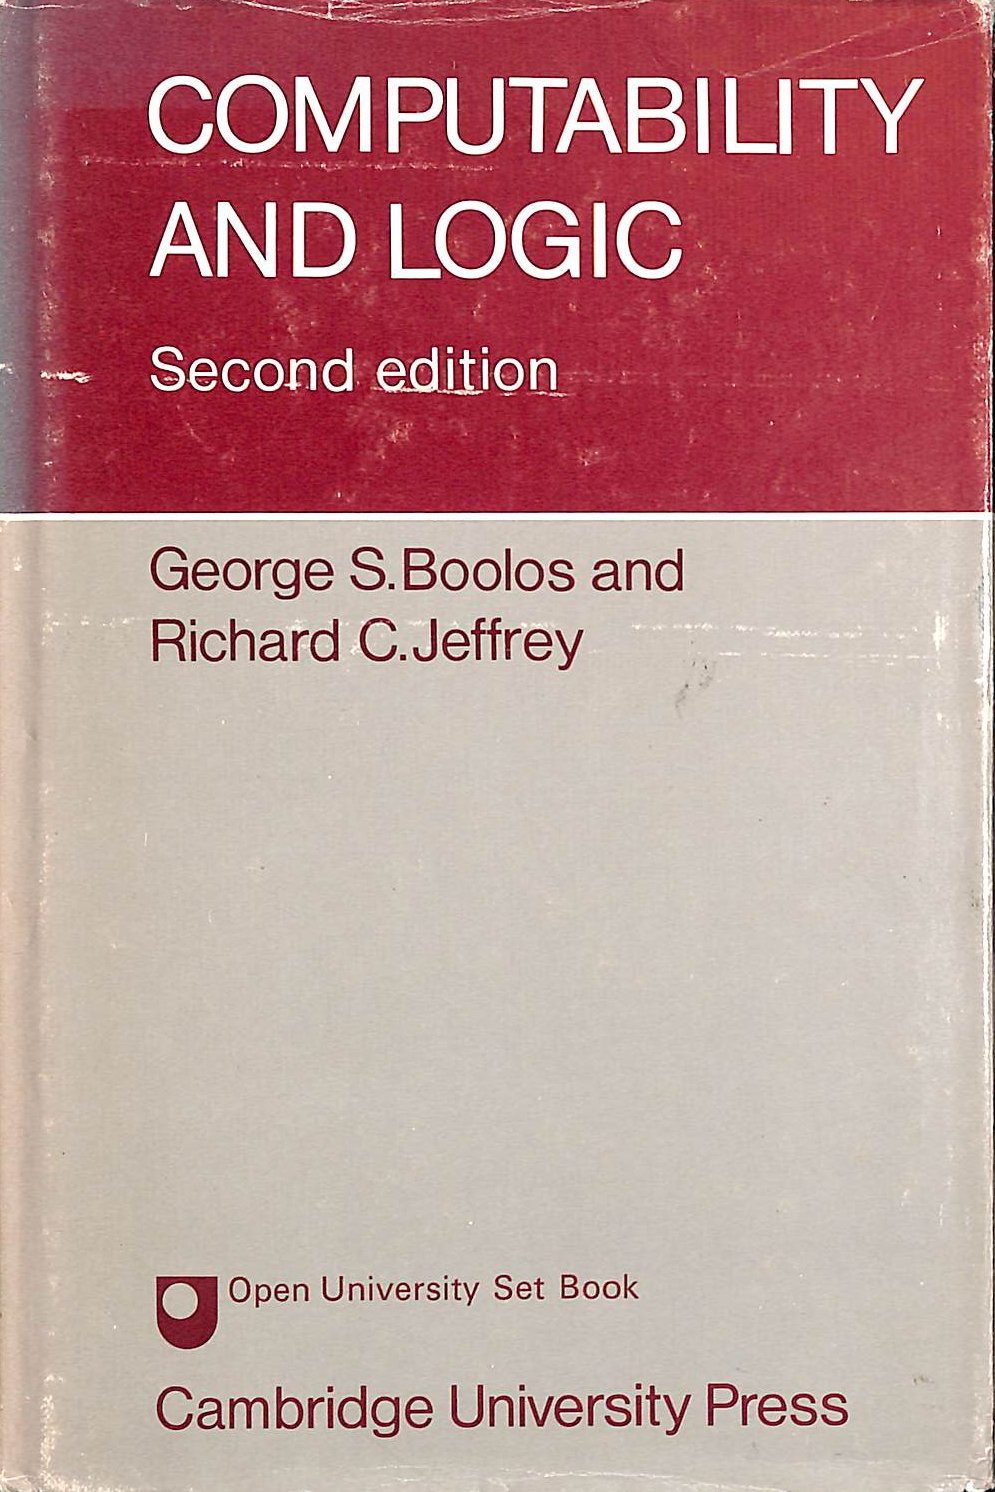 COMPUTABILITY
AND LOGIC
Second edition
George S. Boolos and
Richard C. Jeffrey
Open University Set Book
Cambridge University Press